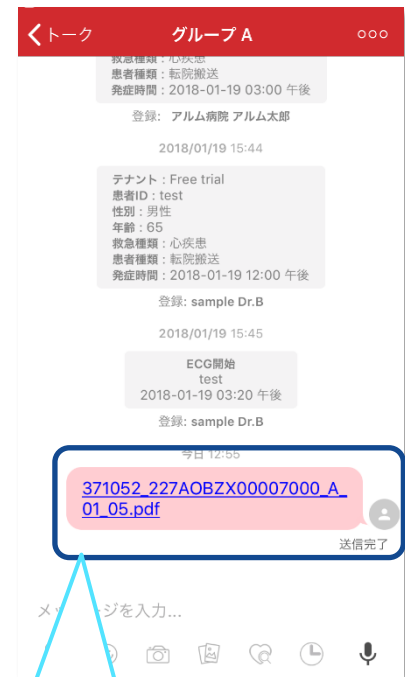 トーク
グループ A
救急種類：心疾患
患者種類：転院搬送
発症時間：2018-01-19 03:00 午後
登録: アルム病院 アルム太郎
2018/01/19 15:44
テナント：Free trial
患者ID：test
性別：男性
年齢：65
救急種類：心疾患
患者種類：転院搬送
発症時間：2018-01-19 12:00 午後
登録: sample Dr.B
2018/01/19 15:45
ECG開始
test
2018-01-19 03:20 午後
登録: sample Dr.B
今日 12:55
371052_227AOBZX00007000_A_
01_05.pdf
送信完了
メッセージを入力...